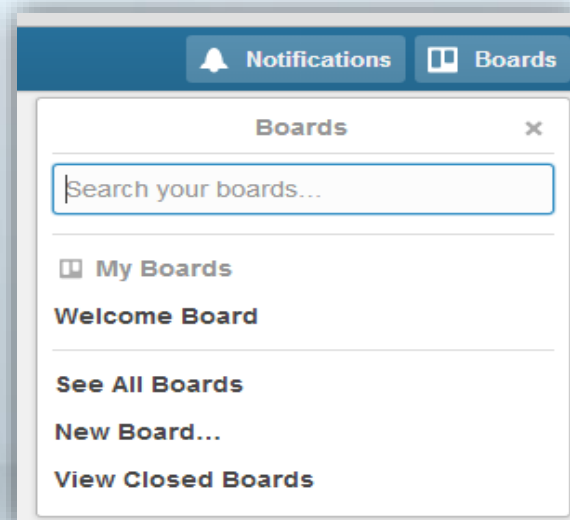 Notifications Boards
Boards ×
Search your boards...
My Boards
Welcome Board
See All Boards
New Board...
View Closed Boards